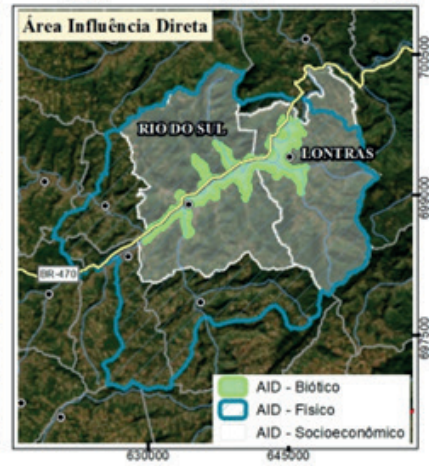 Área Influência Direta
RIO DO SUL
LONTRAS
BR-470
AID - Biótico
AID - Físico
AID - Socioeconômico
700500
699000
697500
630000
645000